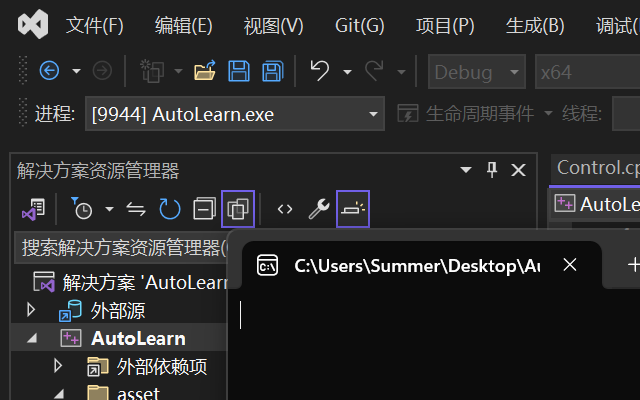 文件(F) 编辑(E) 视图(V) Git(G) 项目(P) 生成(B) 调试(
Debug x64
进程: [9944] AutoLearn.exe 生命周期事件 线程:
解决方案资源管理器
Control.cp
AutoLe
搜索解决方案资源管理器(
解决方案 'AutoLearn
C:\Users\Summer\Desktop\Au
外部源
AutoLearn
外部依赖项
asset